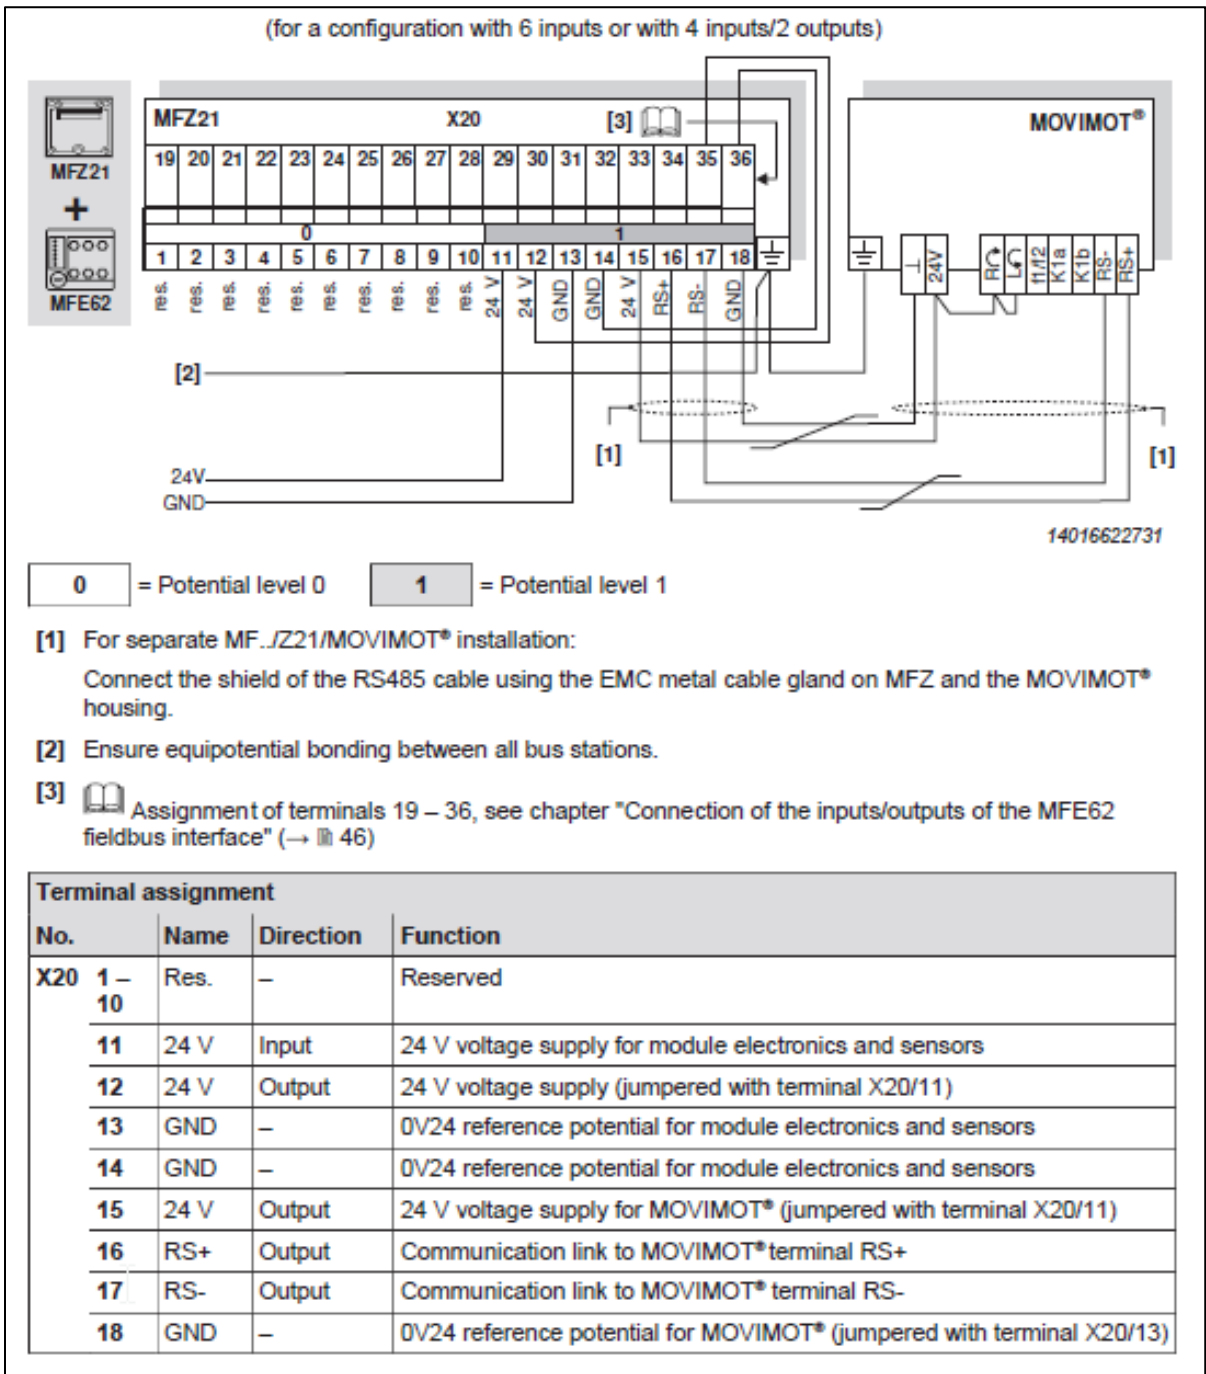 (for a configuration with 6 inputs or with 4 inputs/2 outputs)
MFZ21 X20 [3] MOVIMOT®
19 20 21 22 23 24 25 26 27 28 29 30 31 32 33 34 35 36
MFZ21
+
MFE62
0 1
1 2 3 4 5 6 7 8 9 10 11 12 13 14 15 16 17 18
res. res. res. res. res. res. res. res. res. res. 24 V 24 V GND GND 24 V RS+ RS- GND
24V R L f1/f2 K1a K1b RS- RS+
[2]
[1] [1]
24V
GND
14016622731
0 = Potential level 0 1 = Potential level 1
[1] For separate MF../Z21/MOVIMOT® installation:
Connect the shield of the RS485 cable using the EMC metal cable gland on MFZ and the MOVIMOT®
housing.
[2] Ensure equipotential bonding between all bus stations.
[3] Assignment of terminals 19 – 36, see chapter "Connection of the inputs/outputs of the MFE62
fieldbus interface" (→ 46)
Terminal assignment
No. Name Direction Function
X20 1 – 10 Res. – Reserved
11 24 V Input 24 V voltage supply for module electronics and sensors
12 24 V Output 24 V voltage supply (jumpered with terminal X20/11)
13 GND – 0V24 reference potential for module electronics and sensors
14 GND – 0V24 reference potential for module electronics and sensors
15 24 V Output 24 V voltage supply for MOVIMOT® (jumpered with terminal X20/11)
16 RS+ Output Communication link to MOVIMOT® terminal RS+
17 RS- Output Communication link to MOVIMOT® terminal RS-
18 GND – 0V24 reference potential for MOVIMOT® (jumpered with terminal X20/13)